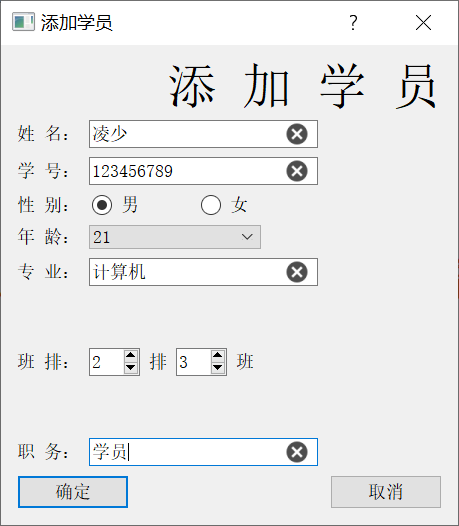 添加学员 ?
添 加 学 员
姓 名： 凌少
学 号： 123456789
性 别： 男 女
年 龄： 21
专 业： 计算机
班 排： 2 排 3 班
职 务： 学员
确定 取消